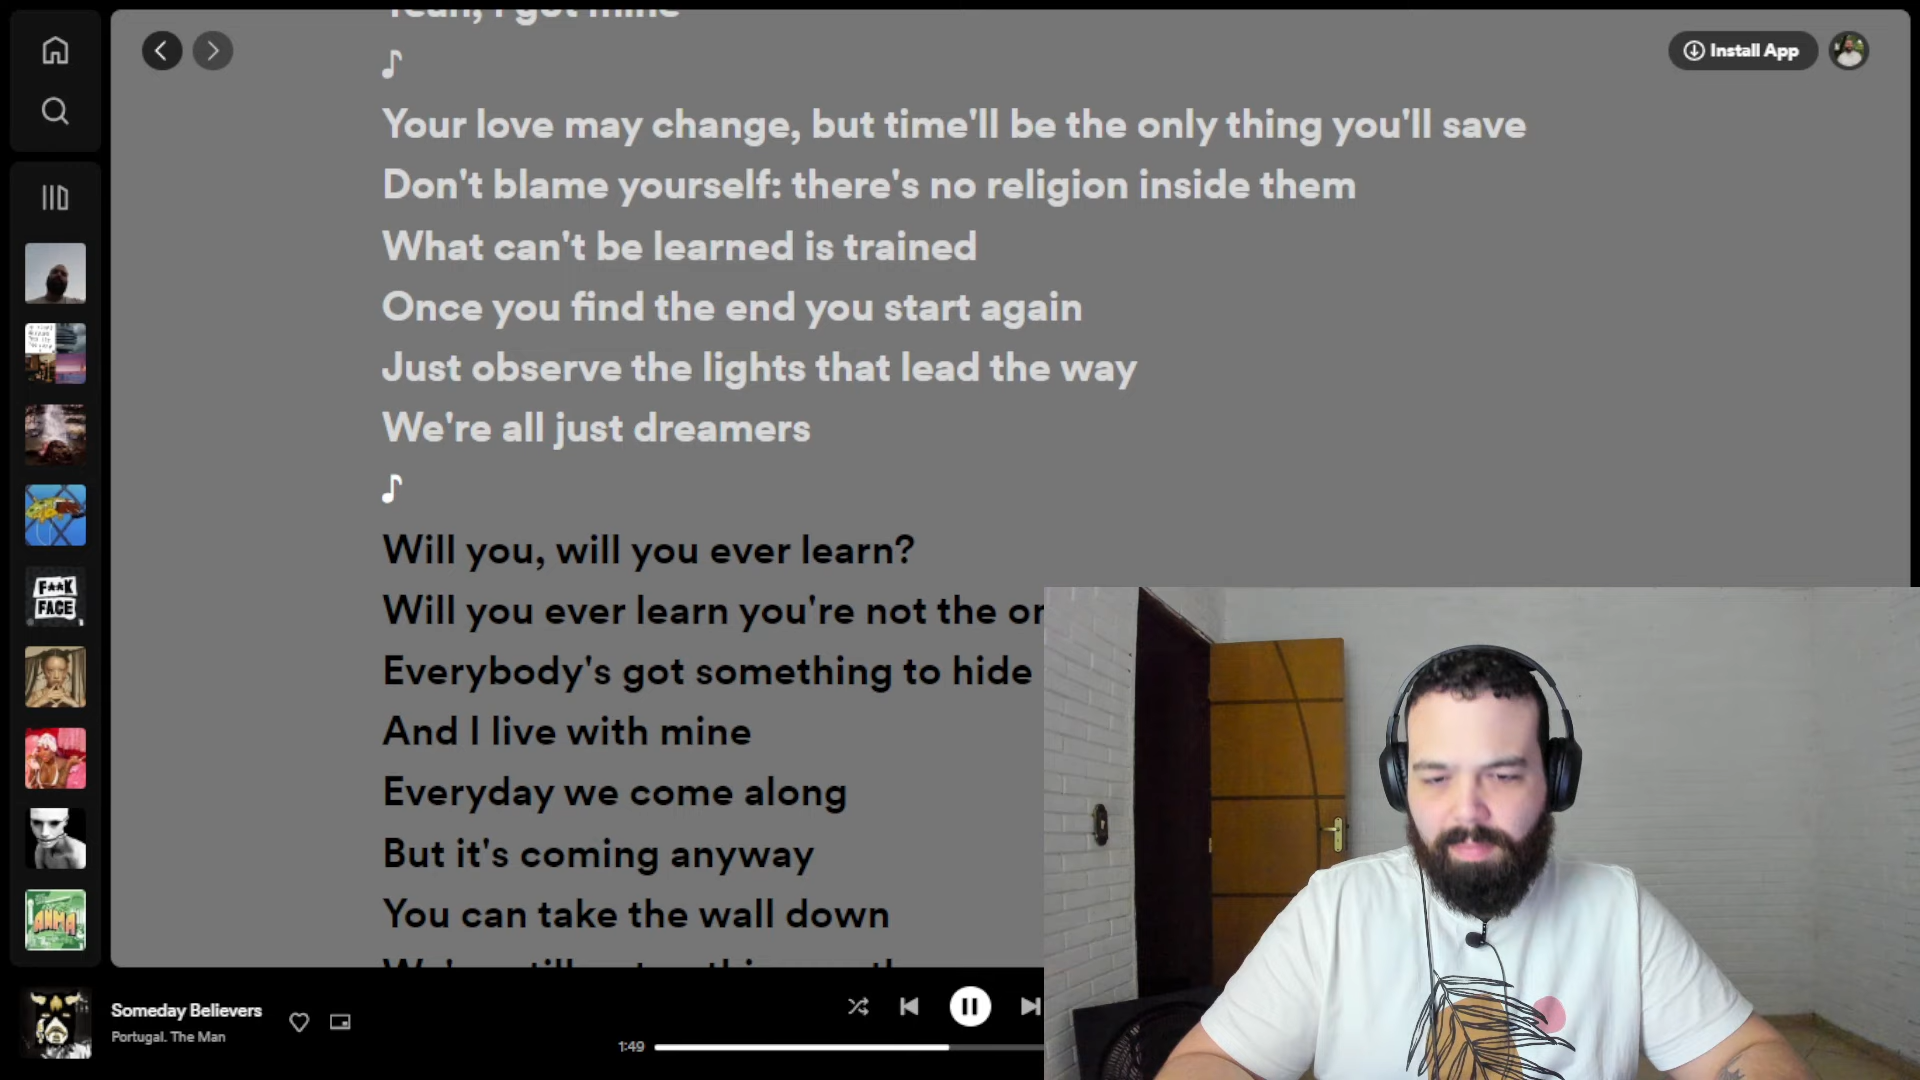 Yeah, I got mine
Install App
♪
Your love may change, but time'll be the only thing you'll save
Don't blame yourself: there's no religion inside them
What can't be learned is trained
Once you find the end you start again
Just observe the lights that lead the way
We're all just dreamers
♪
Will you, will you ever learn?
Will you ever learn you're not the
Everybody's got something to hide
And I live with mine
Everyday we come along
But it's coming anyway
You can take the wall down
F**K
FACE
Someday Believers
Portugal. The Man
1:49